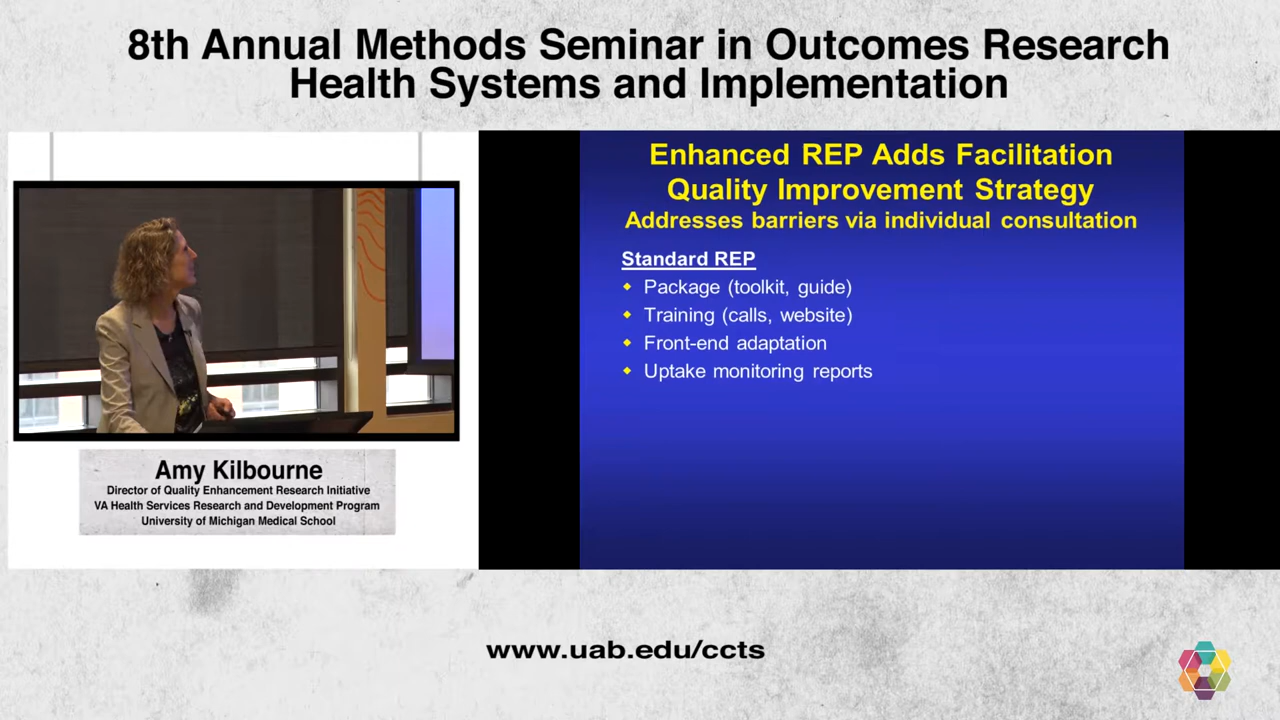 8th Annual Methods Seminar in Outcomes Research
Health Systems and Implementation
Enhanced REP Adds Facilitation
Quality Improvement Strategy
Addresses barriers via individual consultation
Standard REP
Package (toolkit, guide)
Training (calls, website)
Front-end adaptation
Uptake monitoring reports
Amy Kilbourne
Director of Quality Enhancement Research Initiative
VA Health Services Research and Development Program
University of Michigan Medical School
www.uab.edu/ccts